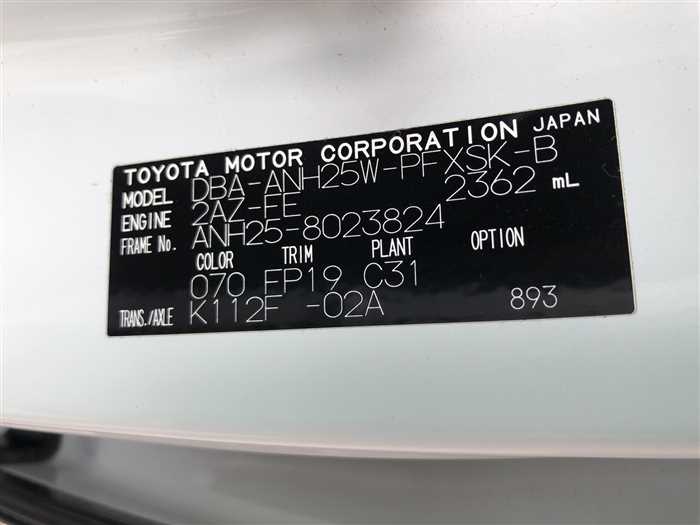 TOYOTA MOTOR CORPORATION JAPAN
MODEL DBA-ANH25W-PFXSK-B
ENGINE 2AZ-FE 2362 mL
FRAME No. ANH25-8023824
COLOR TRIM PLANT OPTION
070 FP19 C31
TRANS./AXLE K112F -02A 893